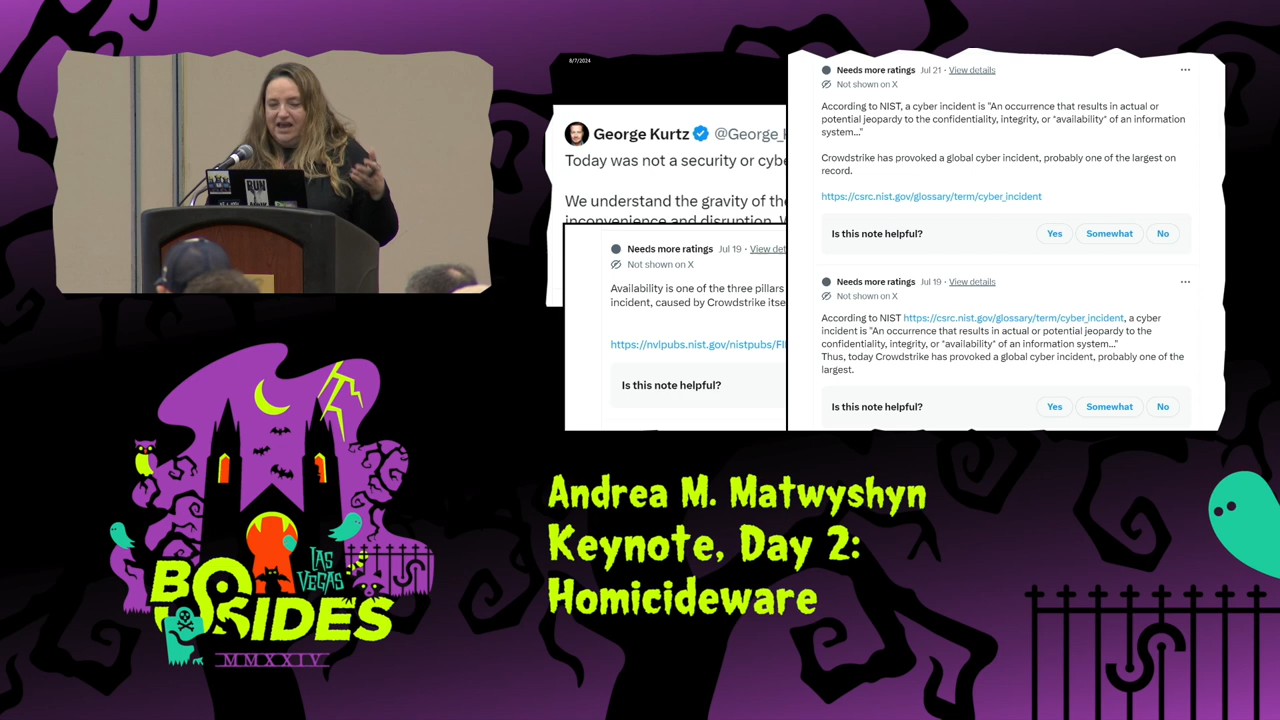 8/7/2024
George Kurtz @George_
Today was not a security or cybe
We understand the gravity of the
inconvenience and disruption. W
Needs more ratings Jul 19 · View det
Not shown on X
Availability is one of the three pillars
incident, caused by Crowdstrike itse
https://nvlpubs.nist.gov/nistpubs/FI
Is this note helpful?
Needs more ratings Jul 21 · View details
Not shown on X
According to NIST, a cyber incident is "An occurrence that results in actual or
potential jeopardy to the confidentiality, integrity, or *availability* of an information
system..."
Crowdstrike has provoked a global cyber incident, probably one of the largest on
record.
https://csrc.nist.gov/glossary/term/cyber_incident
Is this note helpful? Yes Somewhat No
Needs more ratings Jul 19 · View details
Not shown on X
According to NIST https://csrc.nist.gov/glossary/term/cyber_incident, a cyber
incident is "An occurrence that results in actual or potential jeopardy to the
confidentiality, integrity, or *availability* of an information system..."
Thus, today Crowdstrike has provoked a global cyber incident, probably one of the
largest.
Is this note helpful? Yes Somewhat No
RUN
LAS
VEGAS
BSIDES
MMXXIV
Andrea M. Matwyshyn
Keynote, Day 2:
Homicideware